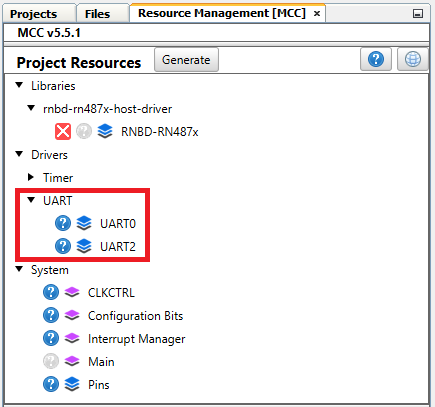 Projects Files Resource Management [MCC] ×
MCC v5.5.1
Project Resources Generate ?
Libraries
rnbd-rn487x-host-driver
? RNBD-RN487x
Drivers
Timer
UART
? UART0
? UART2
System
? CLKCTRL
? Configuration Bits
? Interrupt Manager
? Main
? Pins